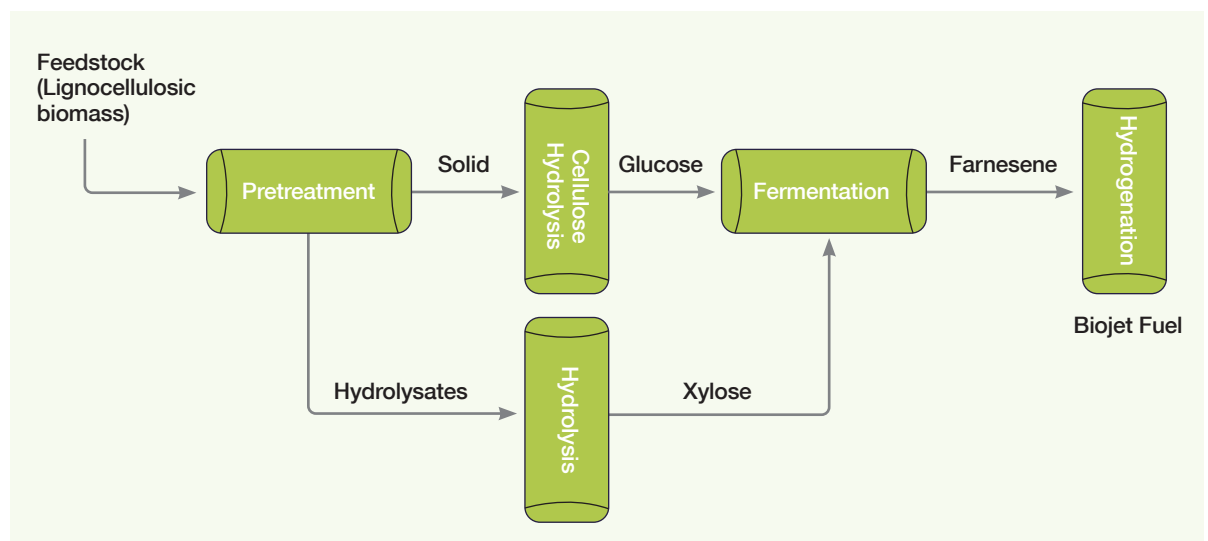 Feedstock
(Lignocellulosic
biomass)
Pretreatment
Solid
Cellulose
Hydrolysis
Glucose
Fermentation
Farnesene
Hydrogenation
Biojet Fuel
Hydrolysates
Hydrolysis
Xylose